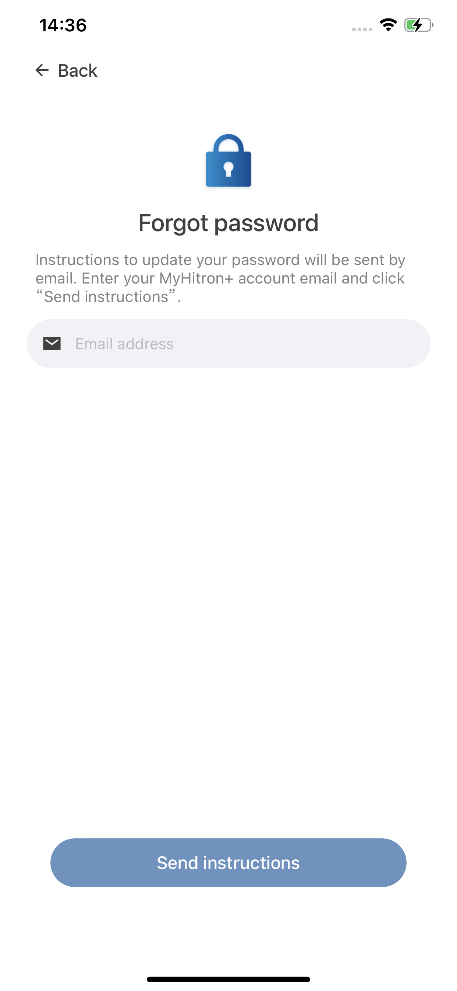 14:36
← Back
Forgot password
Instructions to update your password will be sent by
email. Enter your MyHitron+ account email and click
“Send instructions”.
Email address
Send instructions